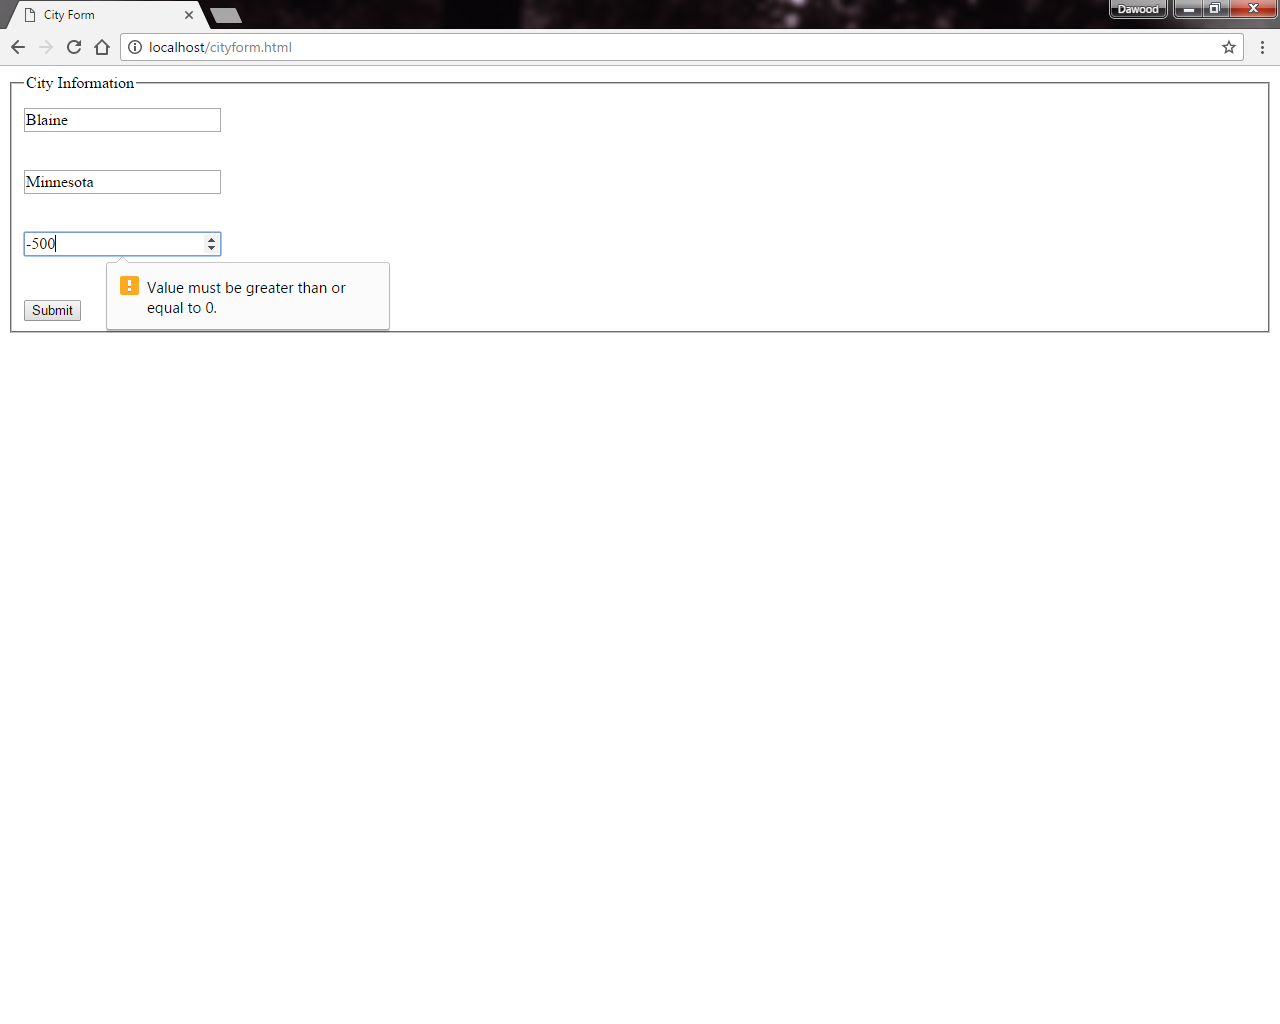 City Form
Dawood
localhost/cityform.html
City Information
Blaine
Minnesota
-500
Value must be greater than or
equal to 0.
Submit